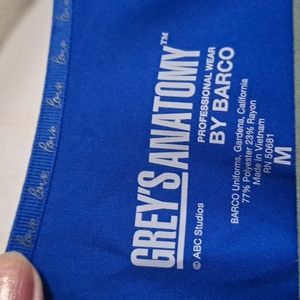 GREY'S ANATOMY™
PROFESSIONAL WEAR
BY BARCO
© ABC Studios
BARCO Uniforms, Gardena, California
77% Polyester 23% Rayon
Made in Vietnam
RN 50681
M